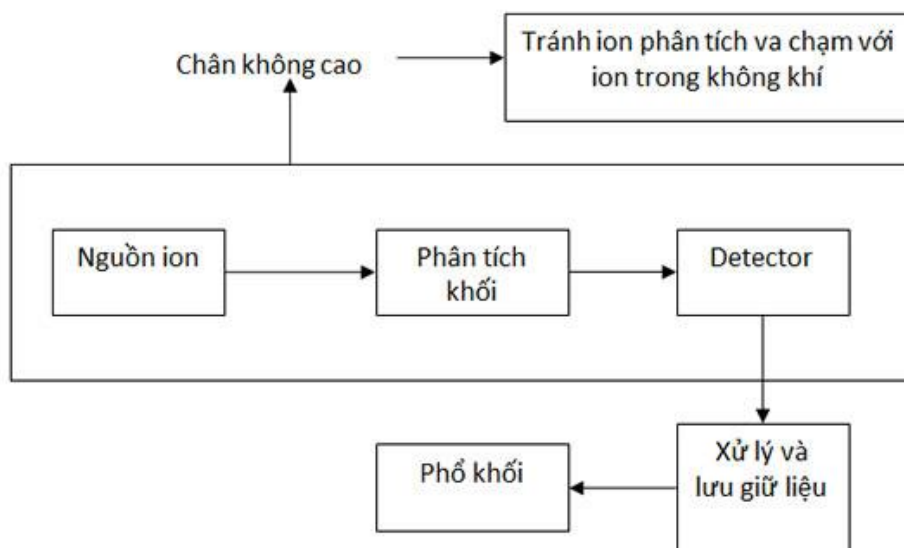 Chân không cao
Tránh ion phân tích va chạm với
ion trong không khí
Nguồn ion
Phân tích
khối
Detector
Xử lý và
lưu giữ liệu
Phổ khối